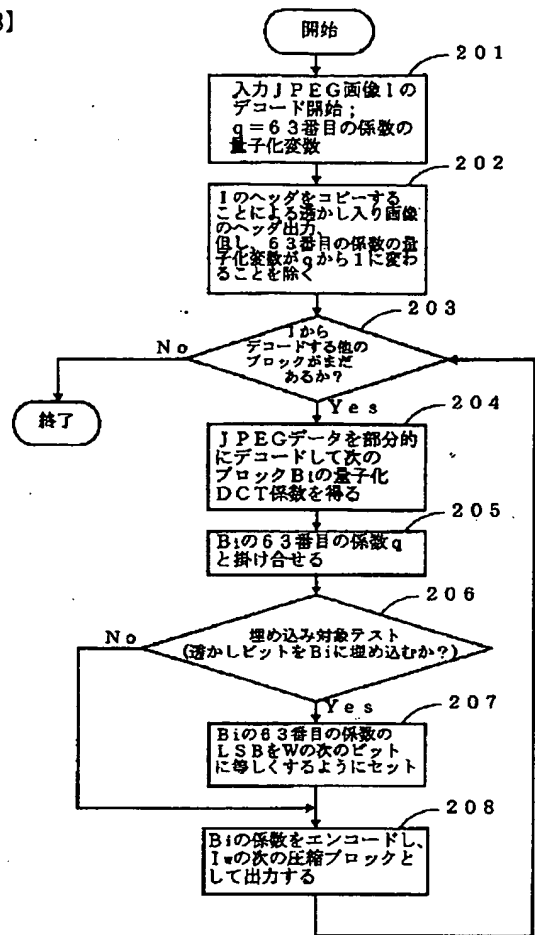 3】
開始
201
入力JPEG画像Iの
デコード開始;
q=63番目の係数の
量子化変数
202
Iのヘッダをコピーする
ことによる透かし入り画像
のヘッダ出力、
但し、63番目の係数の量
子化変数がqから1に変わ
ることを除く
203
Iから
デコードする他の
ブロックがまだ
あるか?
No
終了
Yes
204
JPEGデータを部分的
にデコードして次の
ブロックBiの量子化
DCT係数を得る
205
Biの63番目の係数q
と掛け合せる
206
No
埋め込み対象テスト
(透かしビットをBiに埋め込むか?)
Yes
207
Biの63番目の係数の
LSBをWの次のビット
に等しくするようにセット
208
Biの係数をエンコードし、
Iwの次の圧縮ブロックと
して出力する